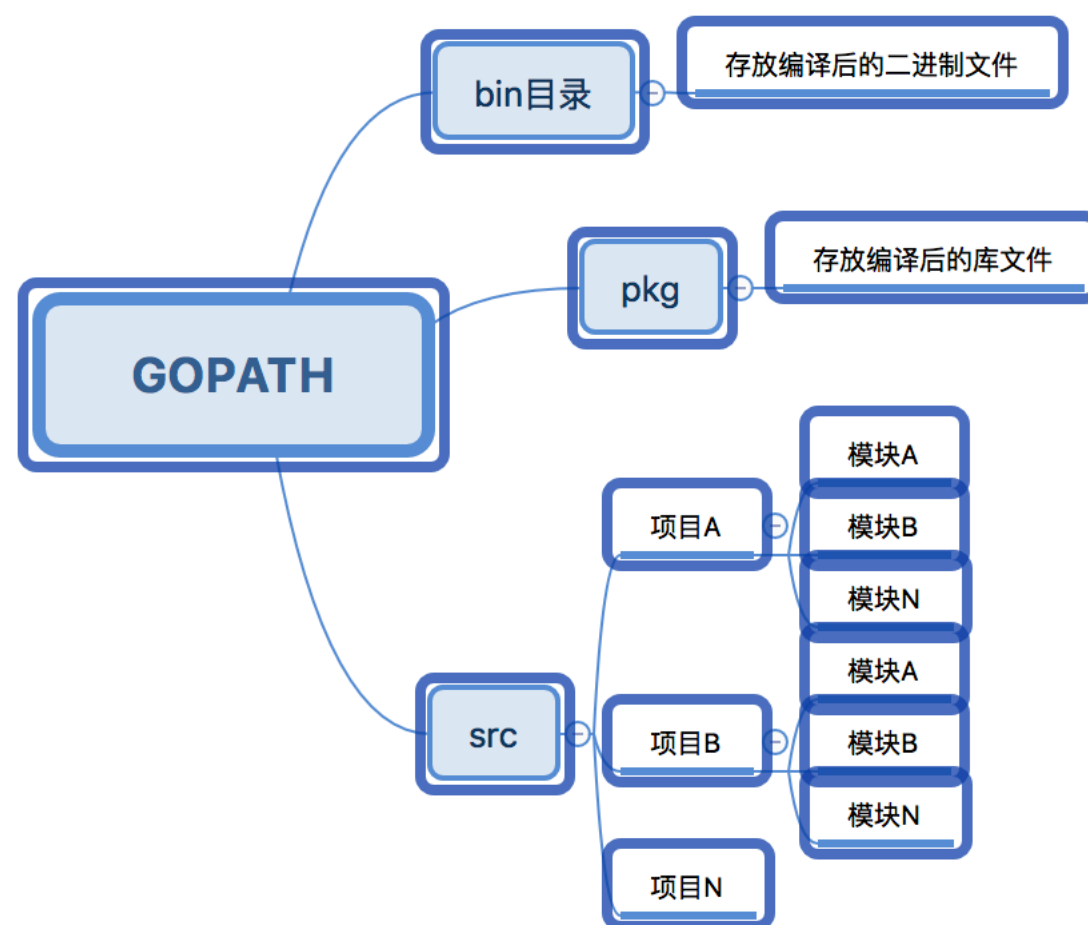 bin目录
存放编译后的二进制文件
pkg
存放编译后的库文件
GOPATH
src
项目A
模块A
模块B
模块N
项目B
模块A
模块B
模块N
项目N